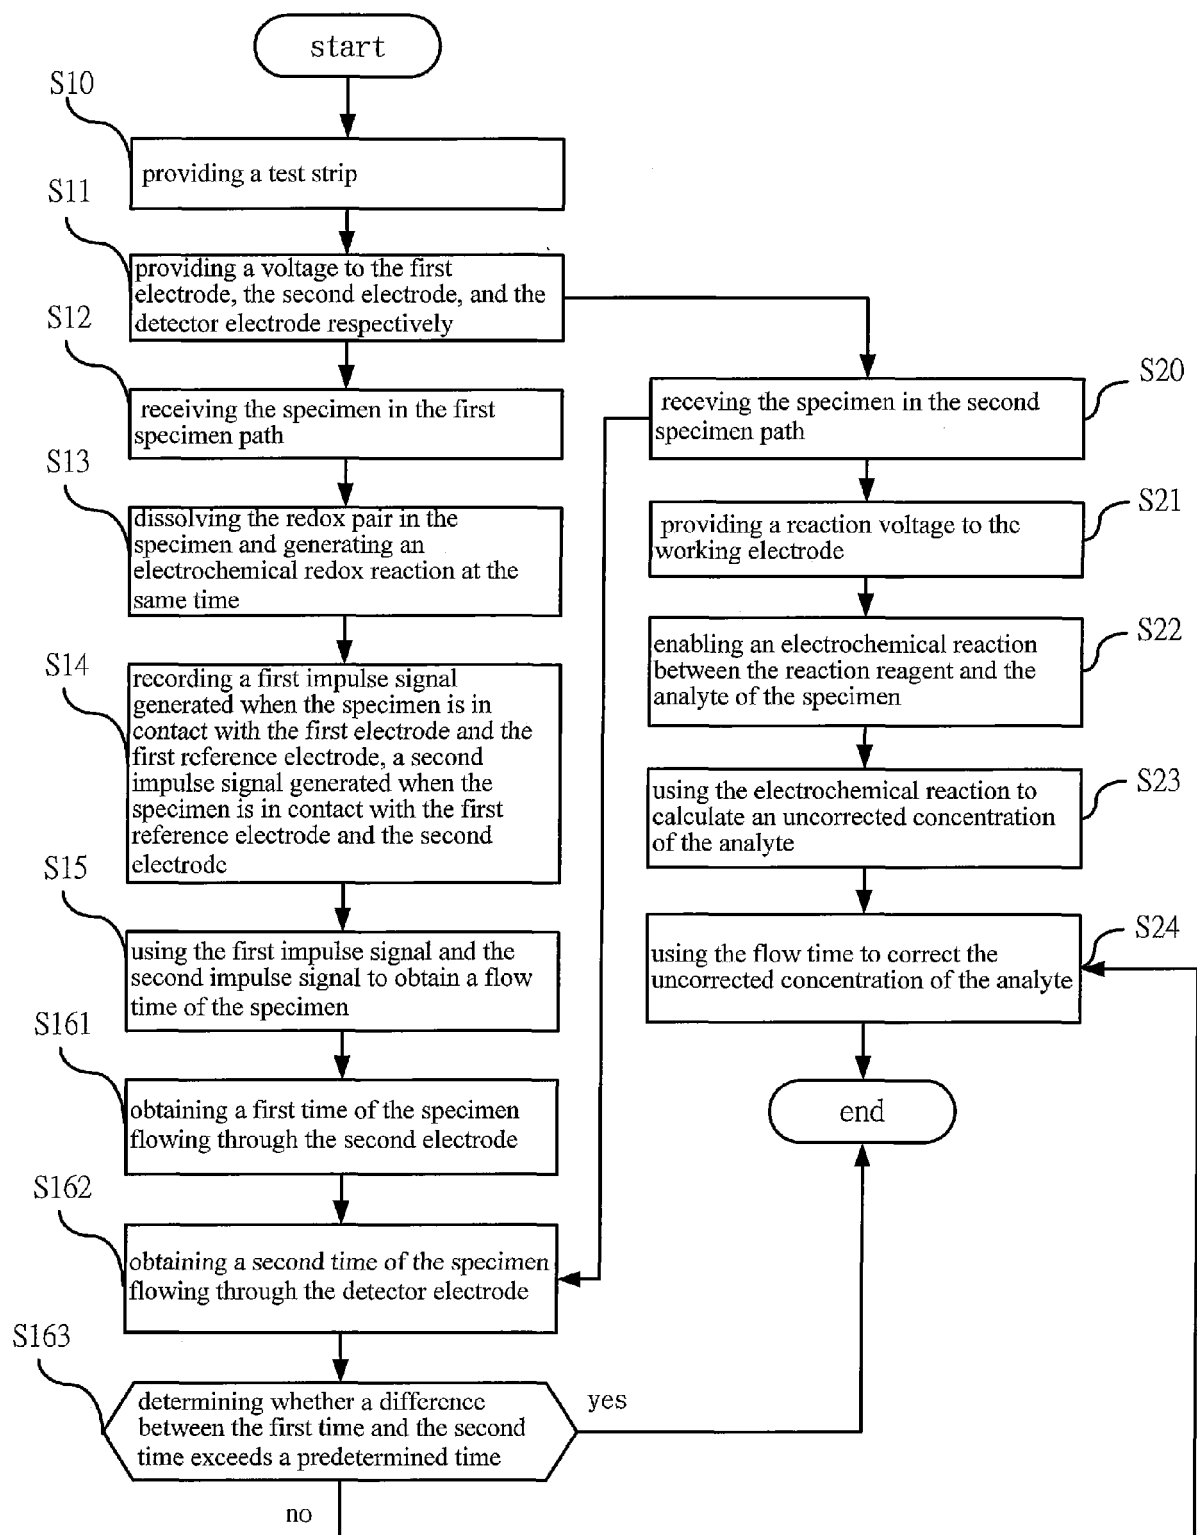 start
S10
providing a test strip
S11
providing a voltage to the first
electrode, the second electrode, and the
detector electrode respectively
S12
receiving the specimen in the first
specimen path
S13
dissolving the redox pair in the
specimen and generating an
electrochemical redox reaction at the
same time
S14
recording a first impulse signal
generated when the specimen is in
contact with the first electrode and the
first reference electrode, a second
impulse signal generated when the
specimen is in contact with the first
reference electrode and the second
electrode
S15
using the first impulse signal and the
second impulse signal to obtain a flow
time of the specimen
S161
obtaining a first time of the specimen
flowing through the second electrode
S162
obtaining a second time of the specimen
flowing through the detector electrode
S163
determining whether a difference
between the first time and the second
time exceeds a predetermined time
yes
no
S20
receving the specimen in the second
specimen path
S21
providing a reaction voltage to the
working electrode
S22
enabling an electrochemical reaction
between the reaction reagent and the
analyte of the specimen
S23
using the electrochemical reaction to
calculate an uncorrected concentration
of the analyte
S24
using the flow time to correct the
uncorrected concentration of the analyte
end